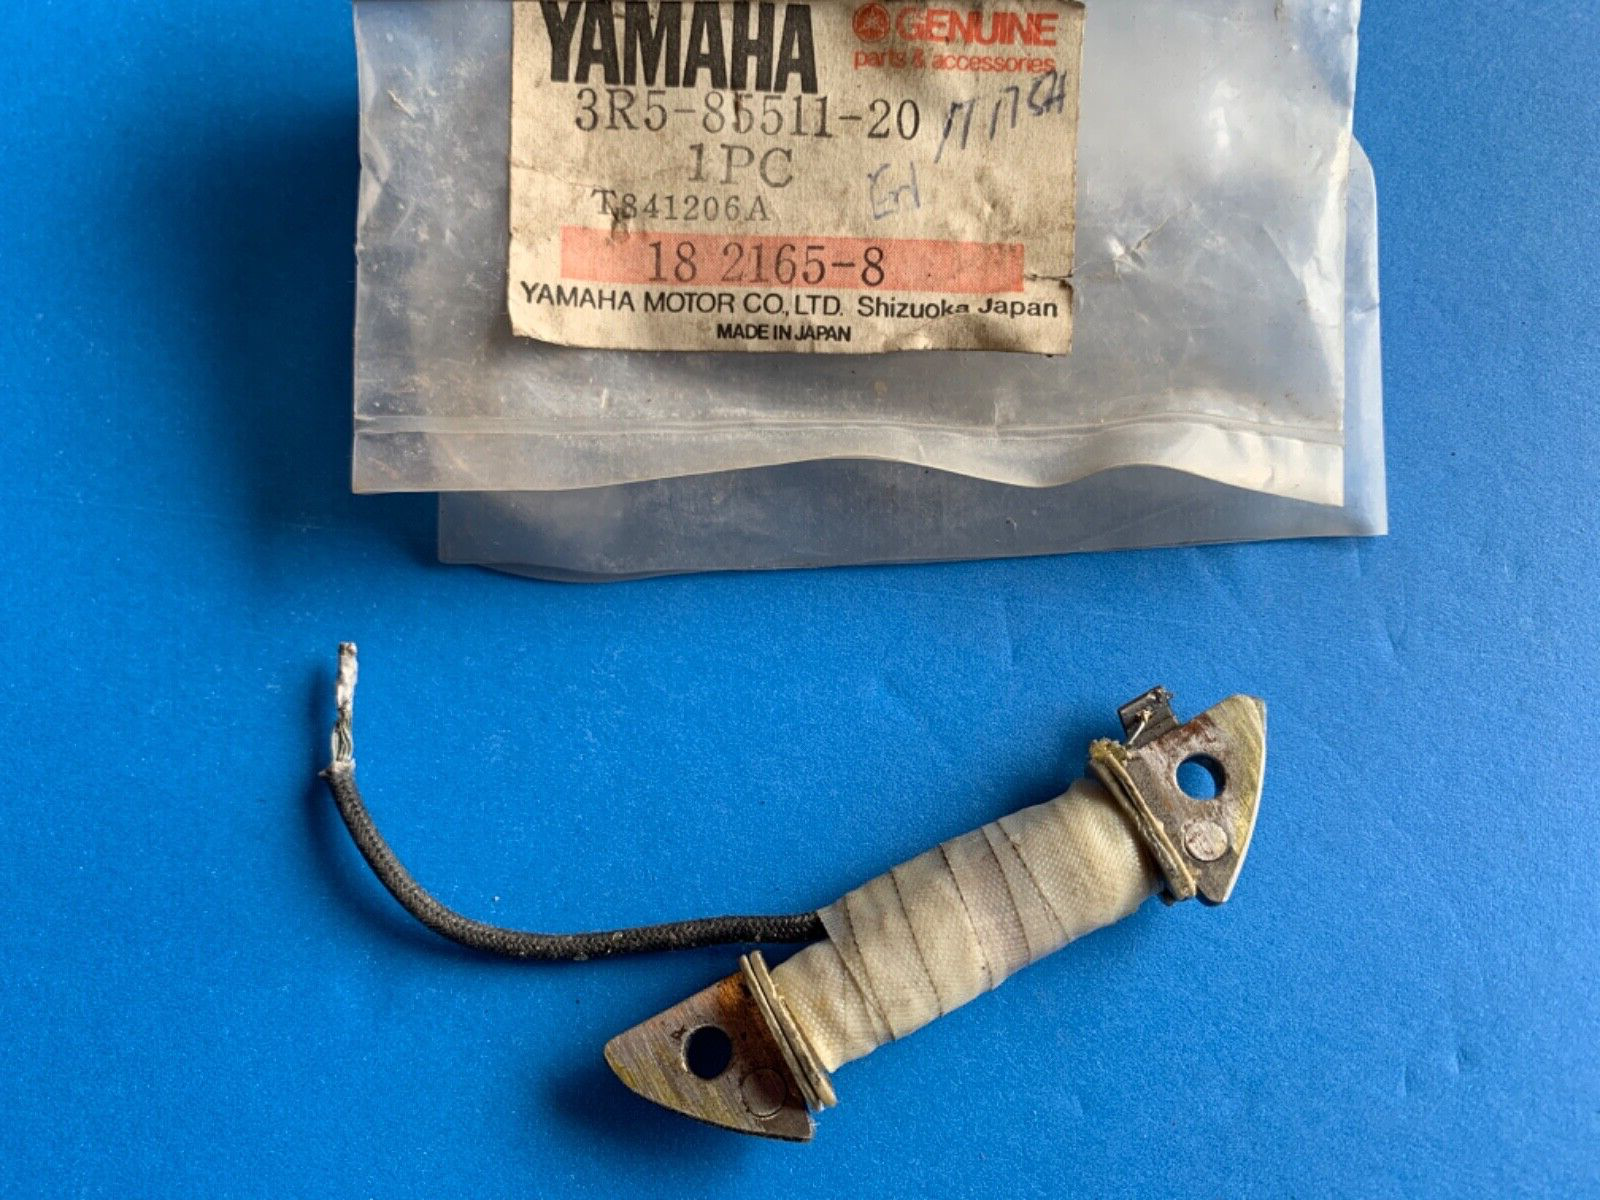 YAMAHA GENUINE
parts & accessories
3R5-85511-20
1PC
T841206A
18 2165-8
YAMAHA MOTOR CO., LTD. Shizuoka Japan
MADE IN JAPAN